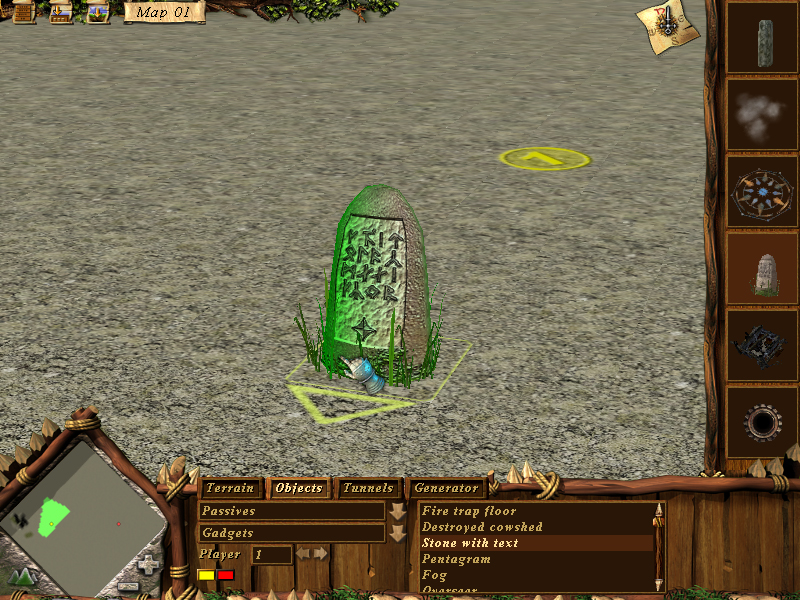 Map 01
Terrain
Objects
Tunnels
Generator
Passives
Gadgets
Player 1
Fire trap floor
Destroyed cowshed
Stone with text
Pentagram
Fog
Overseer